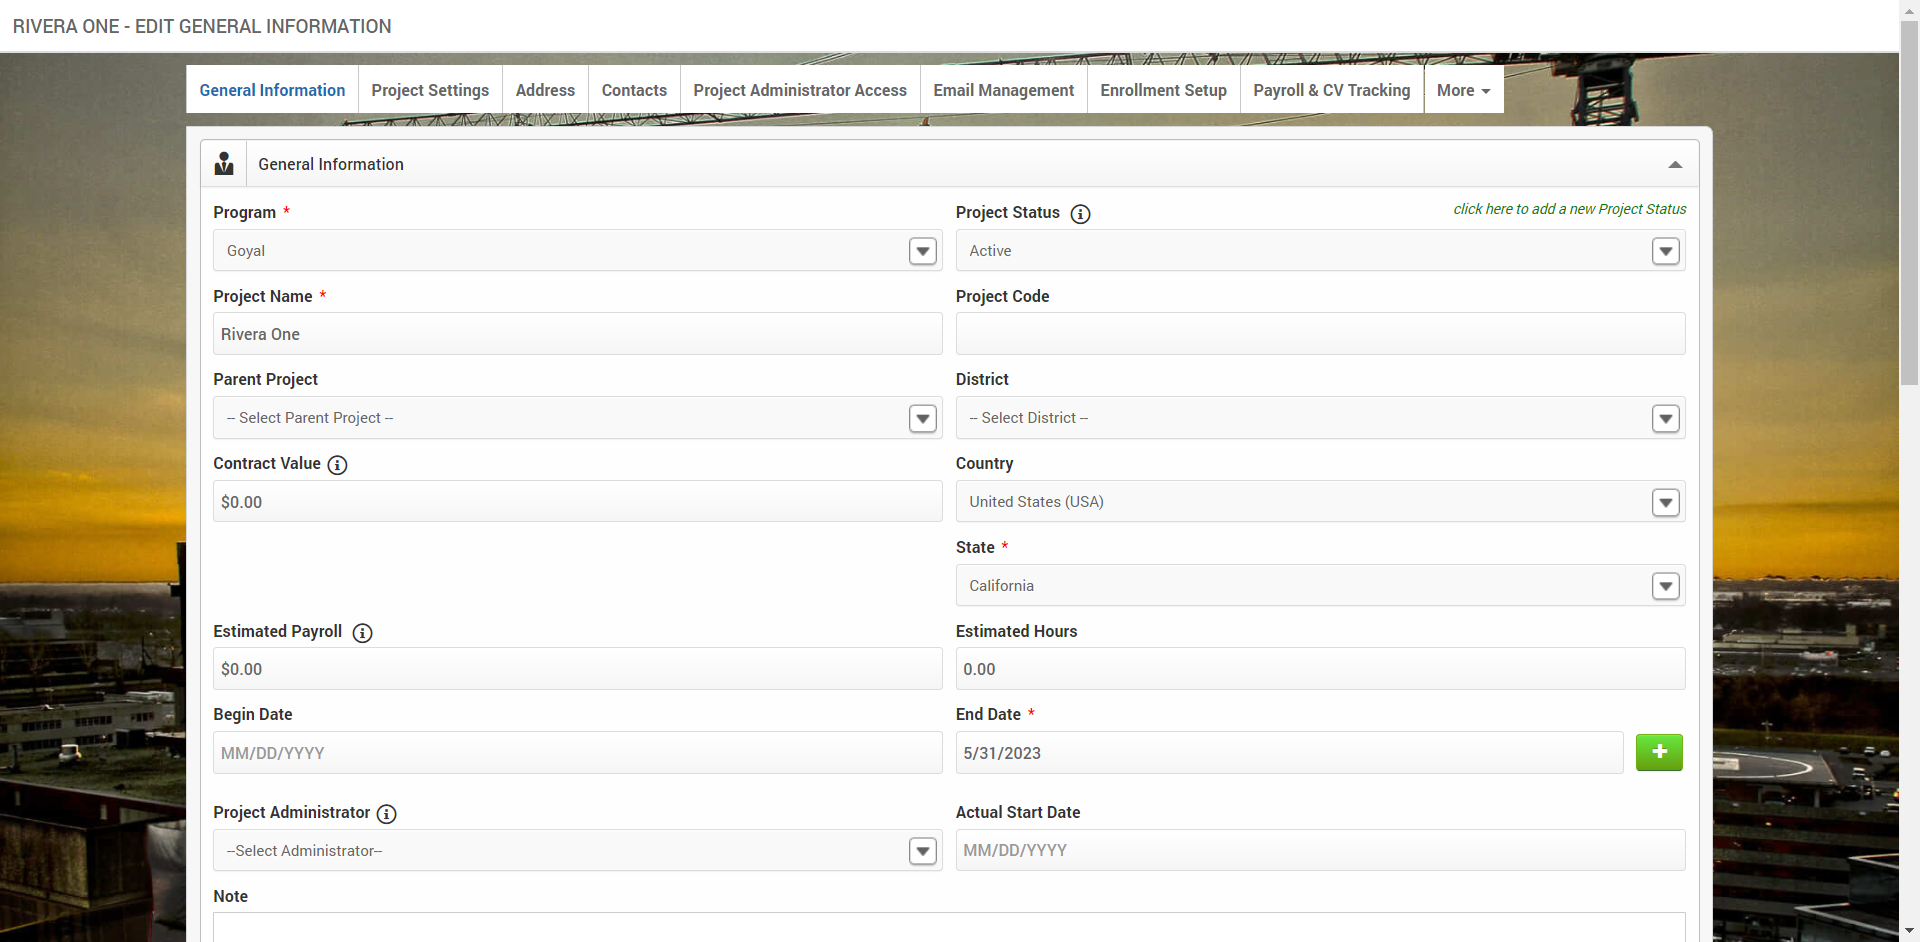 RIVERA ONE - EDIT GENERAL INFORMATION
General Information Project Settings Address Contacts Project Administrator Access Email Management Enrollment Setup Payroll & CV Tracking More
General Information
Program * Project Status click here to add a new Project Status
Goyal Active
Project Name * Project Code
Rivera One
Parent Project District
-- Select Parent Project -- -- Select District --
Contract Value Country
$0.00 United States (USA)
State *
California
Estimated Payroll Estimated Hours
$0.00 0.00
Begin Date End Date *
MM/DD/YYYY 5/31/2023
Project Administrator Actual Start Date
--Select Administrator-- MM/DD/YYYY
Note